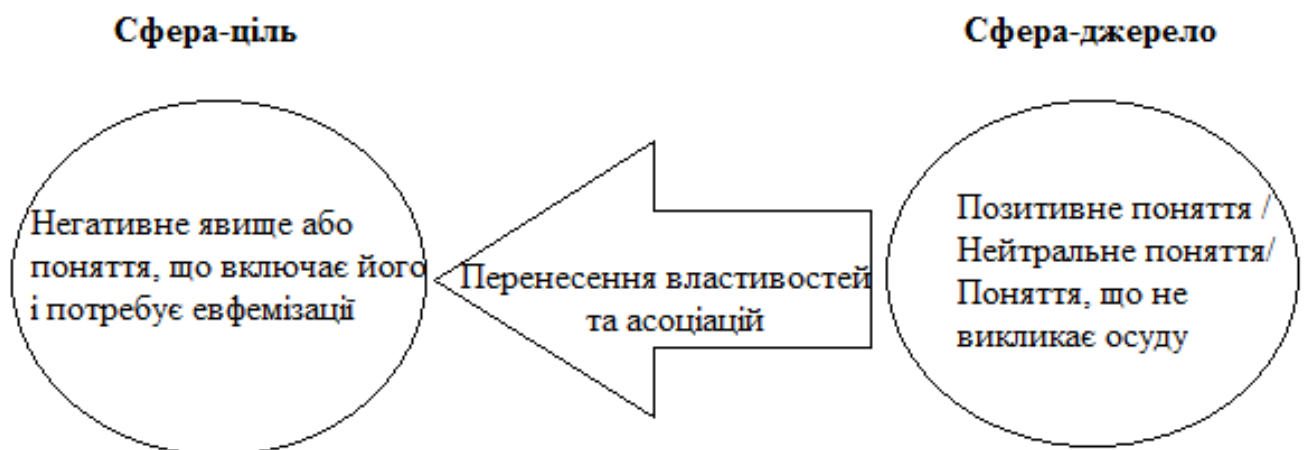 Сфера-ціль
Сфера-джерело
Негативне явище або
поняття, що включає його
і потребує евфемізації
Перенесення властивостей
та асоціацій
Позитивне поняття /
Нейтральне поняття/
Поняття, що не
викликає осуду